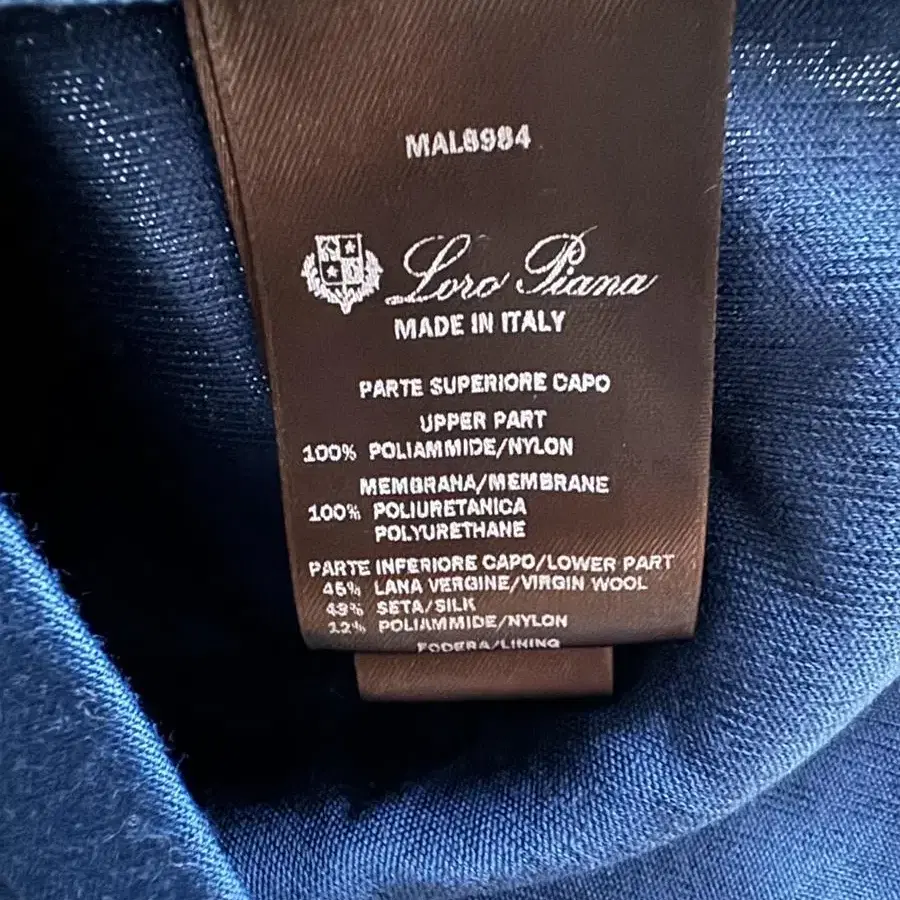 MAL8984
Loro Piana
MADE IN ITALY
PARTE SUPERIORE CAPO
UPPER PART
100% POLIAMMIDE/NYLON
MEMBRANA/MEMBRANE
100% POLIURETANICA
POLYURETHANE
PARTE INFERIORE CAPO/LOWER PART
45% LANA VERGINE/VIRGIN WOOL
43% SETA/SILK
12% POLIAMMIDE/NYLON
FODERA/LINING